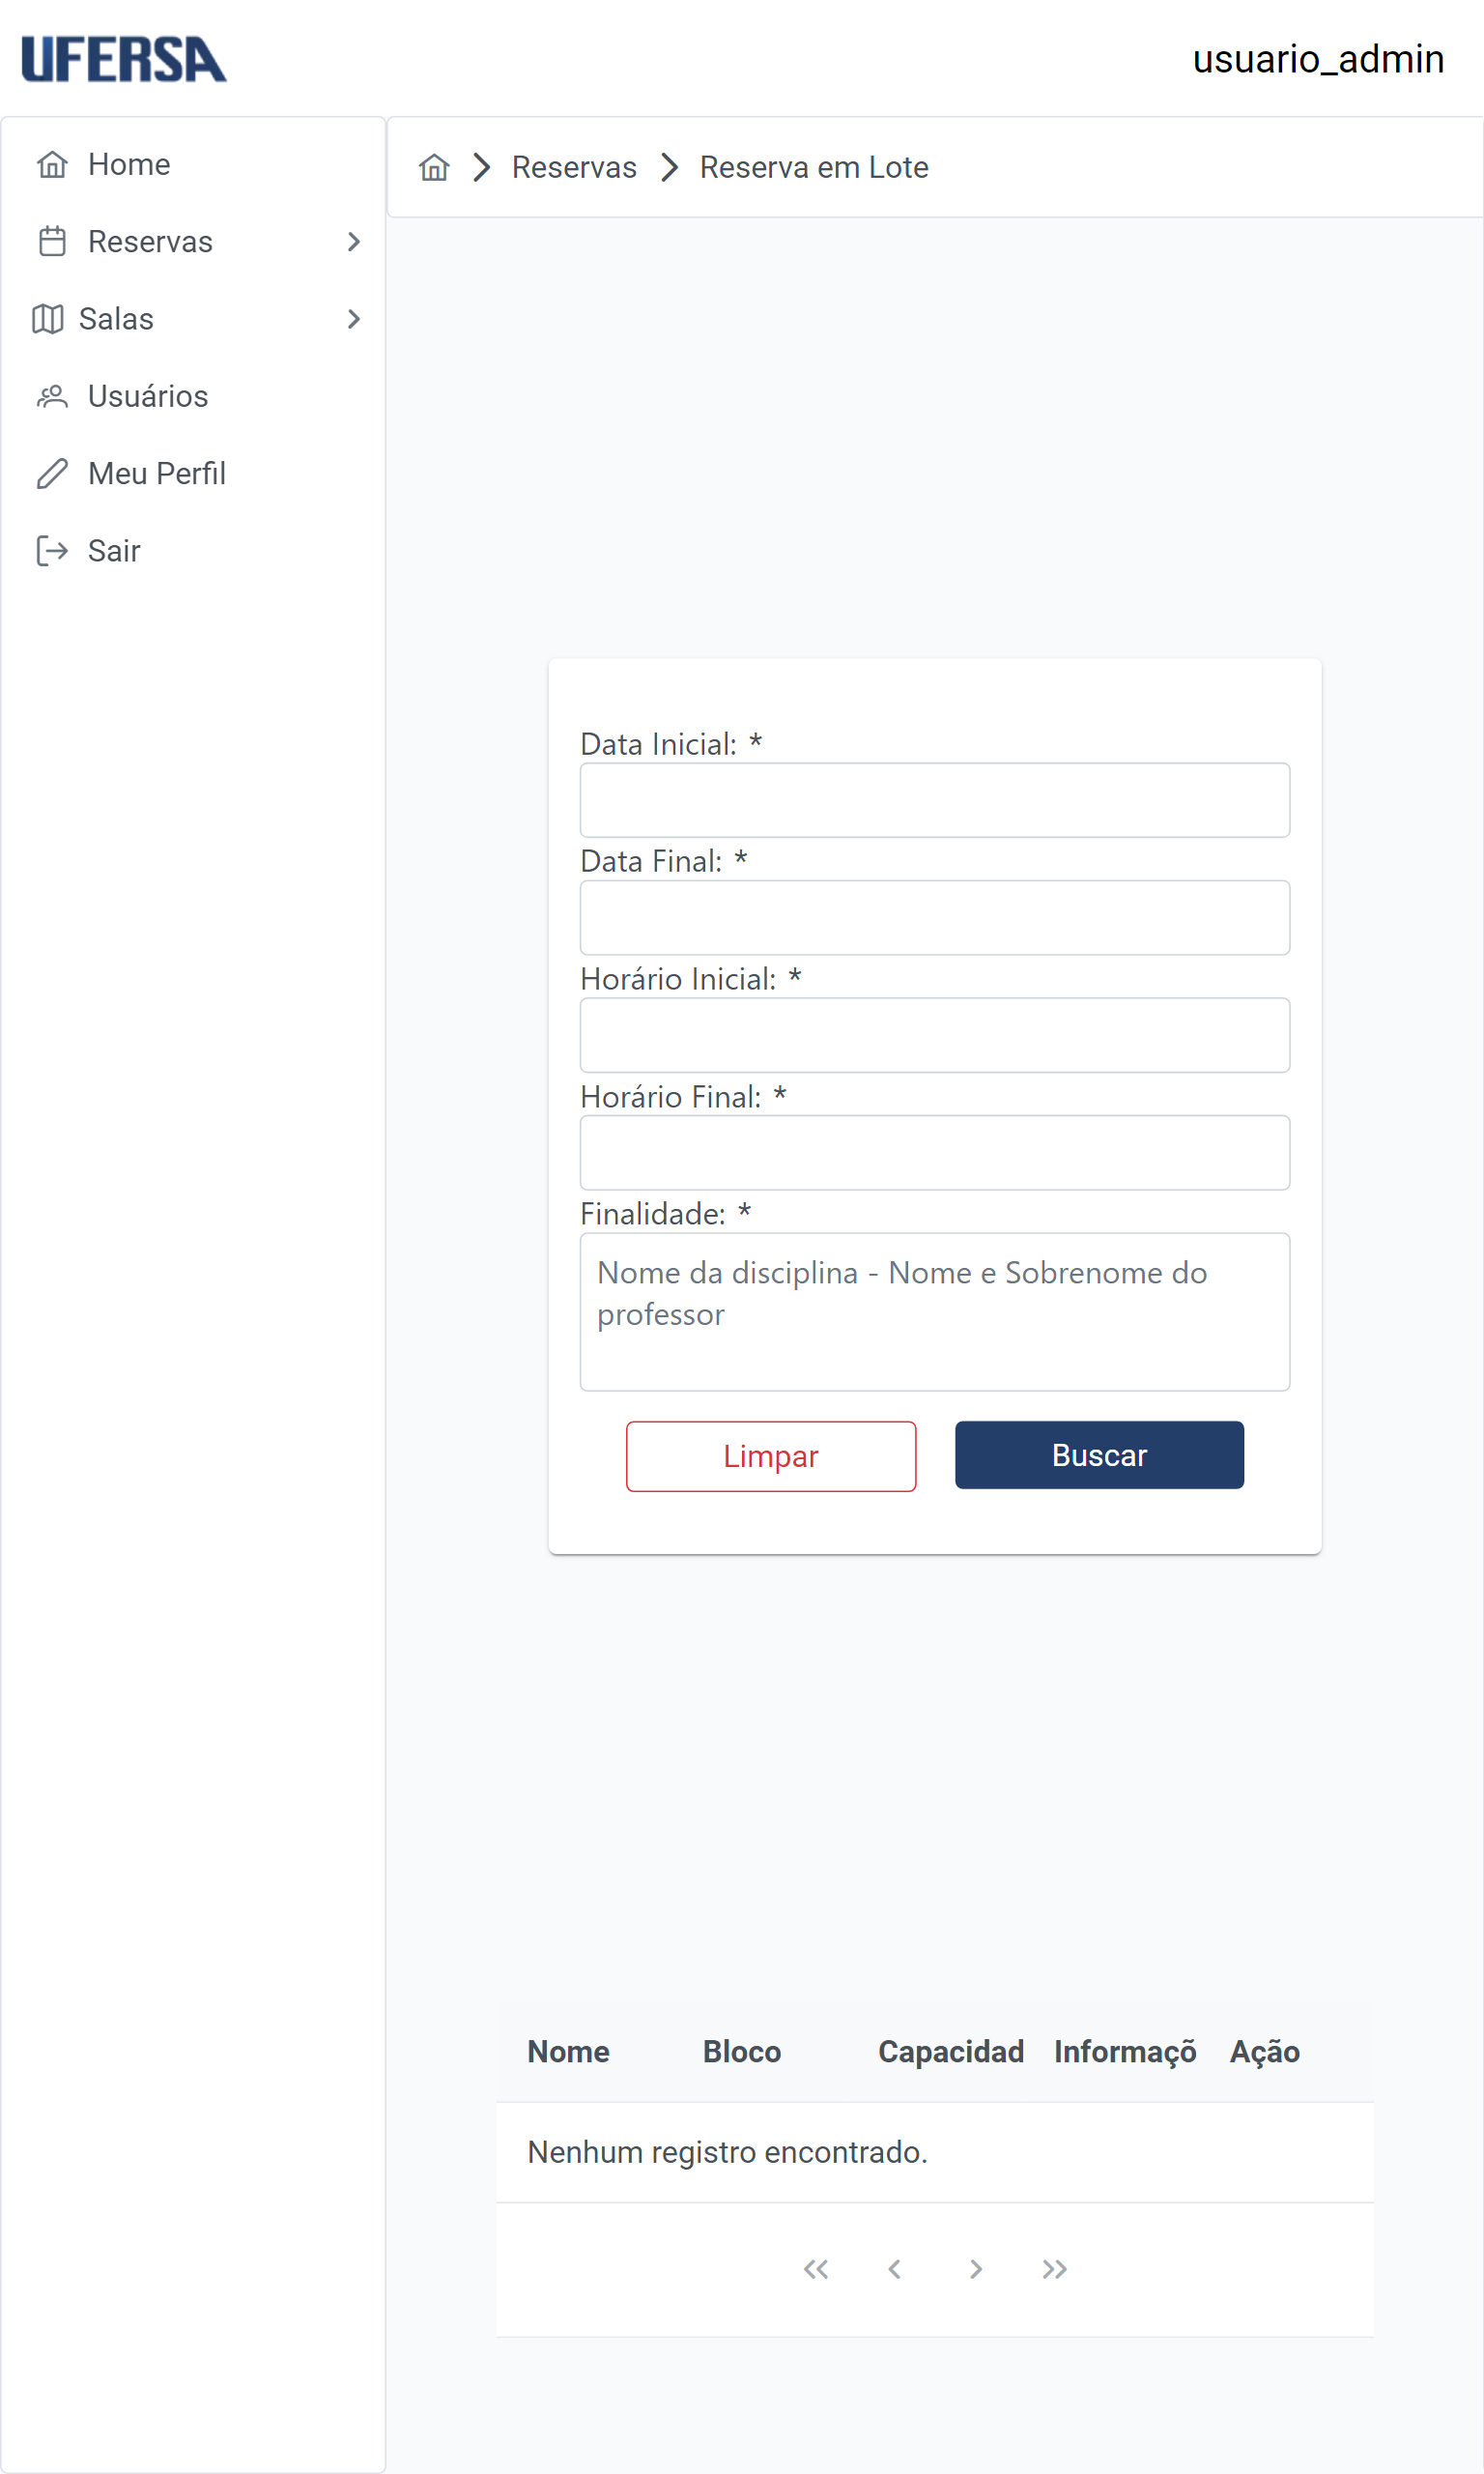 UFERSA
usuario_admin
Home
Reservas
Salas
Usuários
Meu Perfil
Sair
Reservas
Reserva em Lote
Data Inicial: *
Data Final: *
Horário Inicial: *
Horário Final: *
Finalidade: *
Nome da disciplina - Nome e Sobrenome do
professor
Limpar
Buscar
Nome Bloco Capacidad Informaçõ Ação
Nenhum registro encontrado.